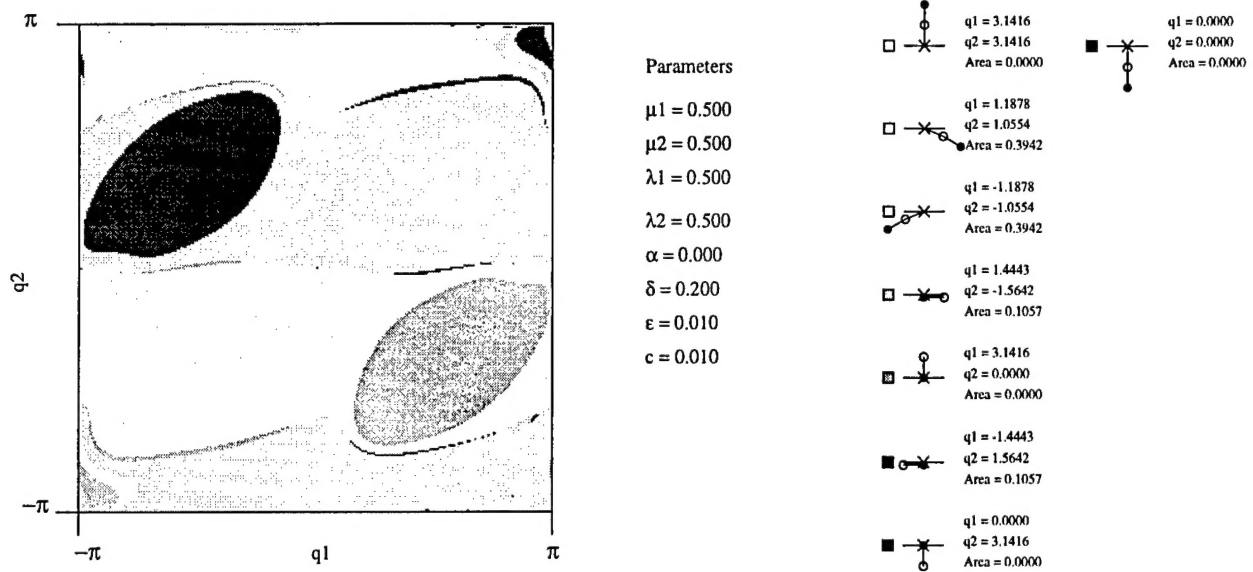 π
q2
−π
−π
q1
π
Parameters
μ1 = 0.500
μ2 = 0.500
λ1 = 0.500
λ2 = 0.500
α = 0.000
δ = 0.200
ε = 0.010
c = 0.010
q1 = 3.1416
q2 = 3.1416
Area = 0.0000
q1 = 1.1878
q2 = 1.0554
Area = 0.3942
q1 = -1.1878
q2 = -1.0554
Area = 0.3942
q1 = 1.4443
q2 = -1.5642
Area = 0.1057
q1 = 3.1416
q2 = 0.0000
Area = 0.0000
q1 = -1.4443
q2 = 1.5642
Area = 0.1057
q1 = 0.0000
q2 = 3.1416
Area = 0.0000
q1 = 0.0000
q2 = 0.0000
Area = 0.0000